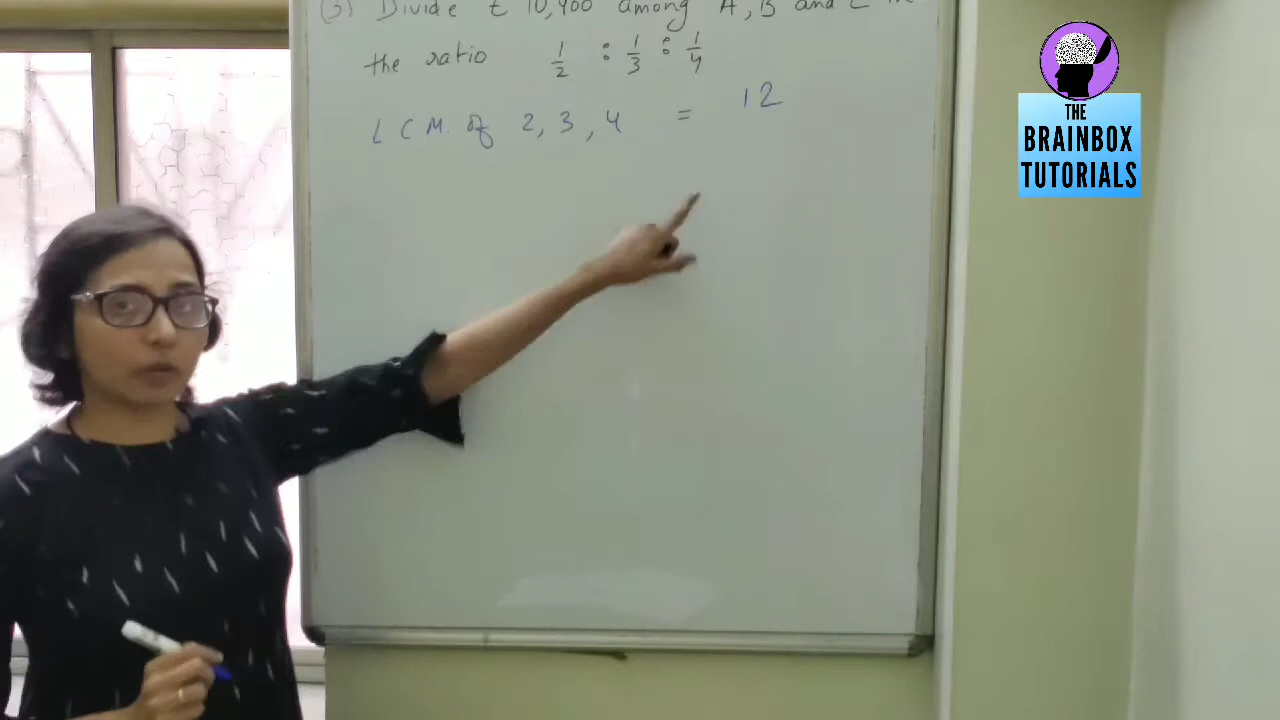 (3) Divide ₹ 10,400 among A, B and C in
the ratio 1/2 : 1/3 : 1/4
LCM. of 2, 3, 4 = 12
THE
BRAINBOX
TUTORIALS